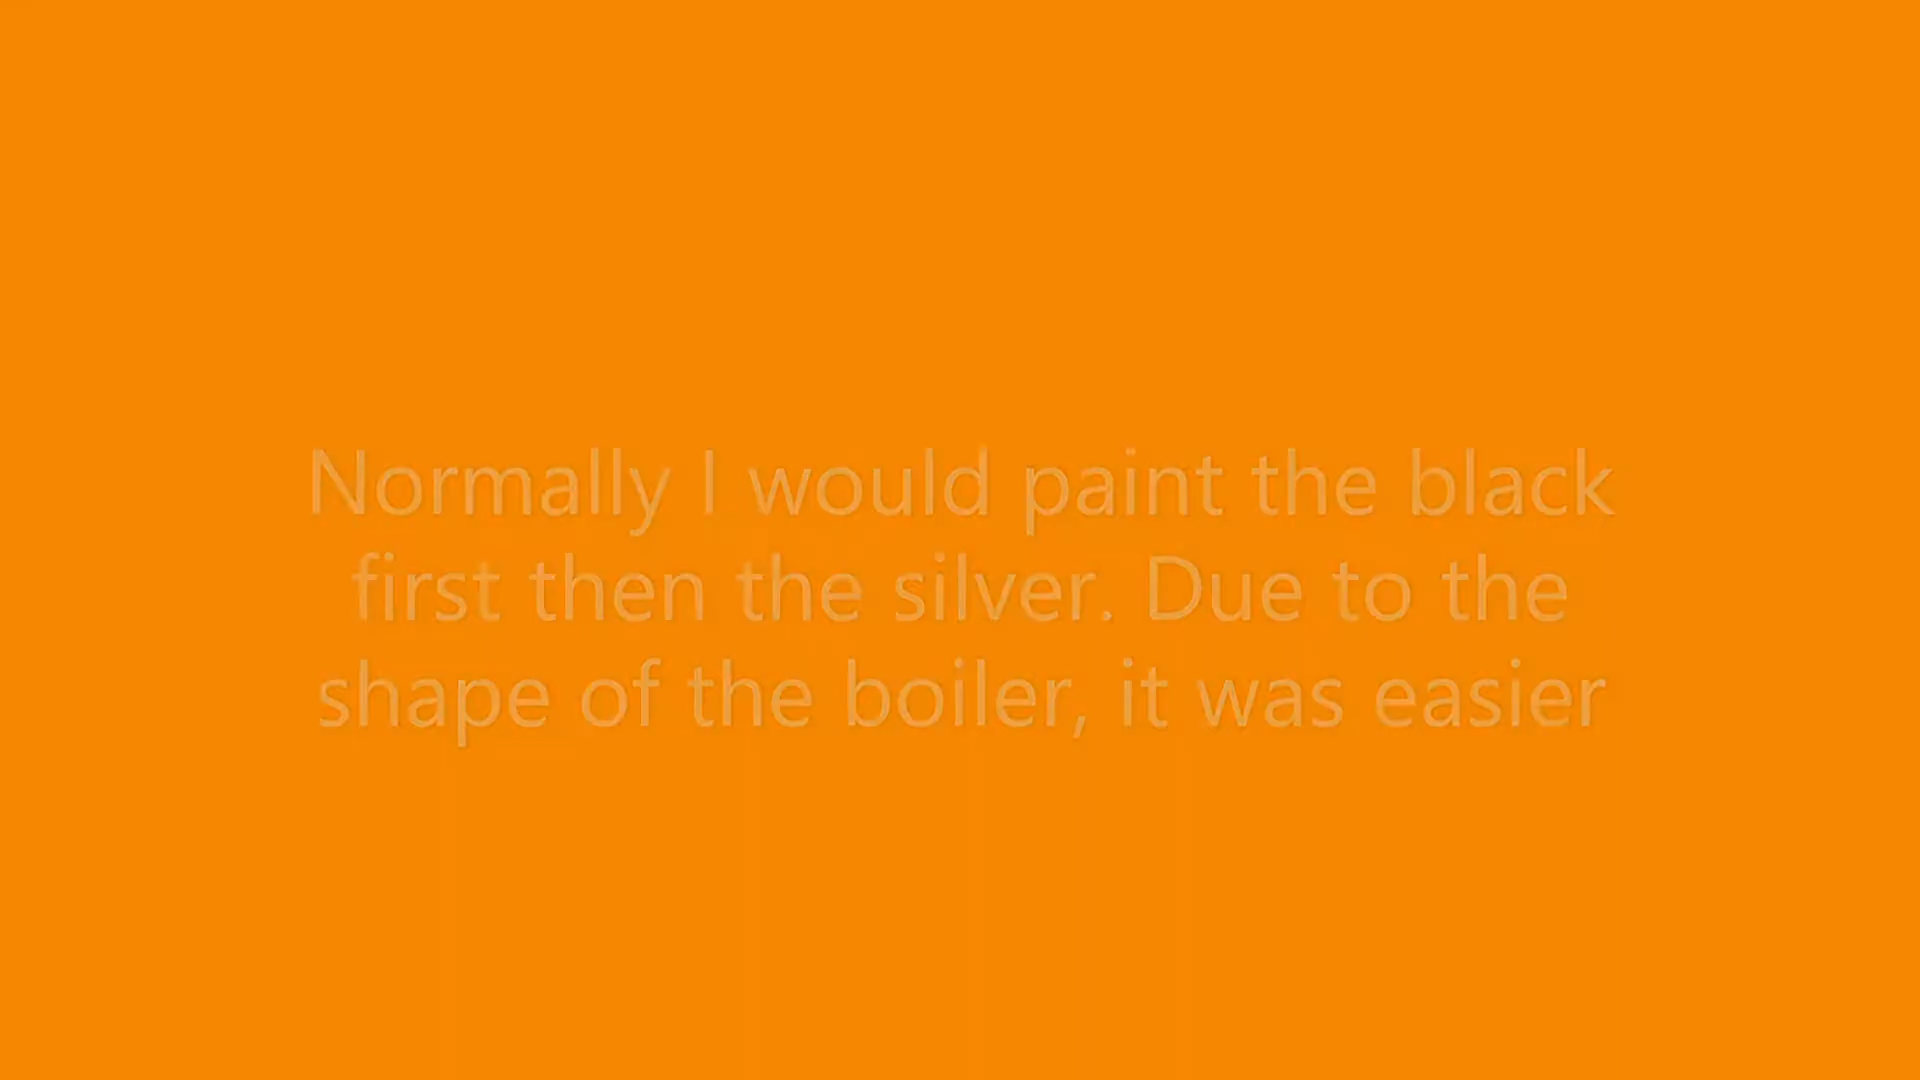 Normally I would paint the black
first then the silver. Due to the
shape of the boiler, it was easier